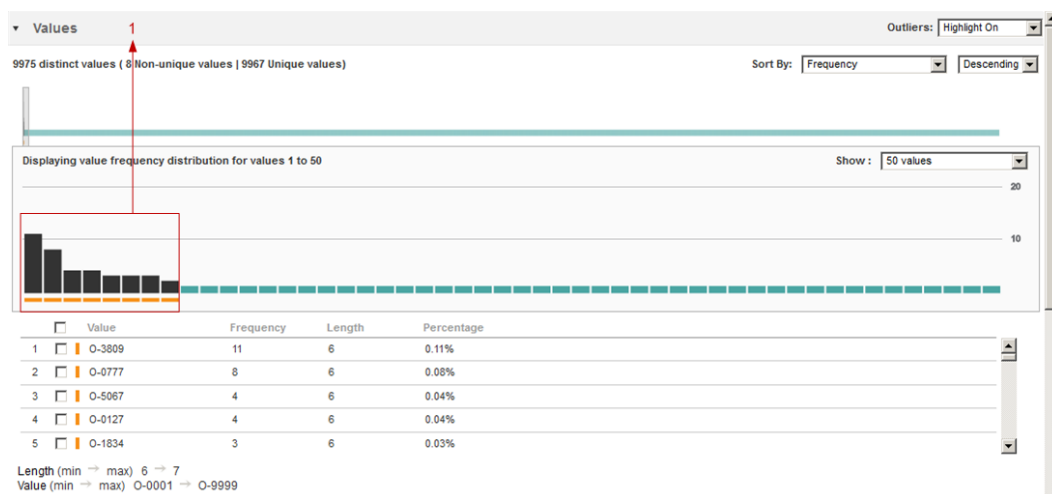 Values 1 Outliers: Highlight On
9975 distinct values ( 8 Non-unique values | 9967 Unique values) Sort By: Frequency Descending
Displaying value frequency distribution for values 1 to 50 Show : 50 values
20
10
Value Frequency Length Percentage
1 O-3809 11 6 0.11%
2 O-0777 8 6 0.08%
3 O-5067 4 6 0.04%
4 O-0127 4 6 0.04%
5 O-1834 3 6 0.03%
Length (min → max) 6 → 7
Value (min → max) O-0001 → O-9999